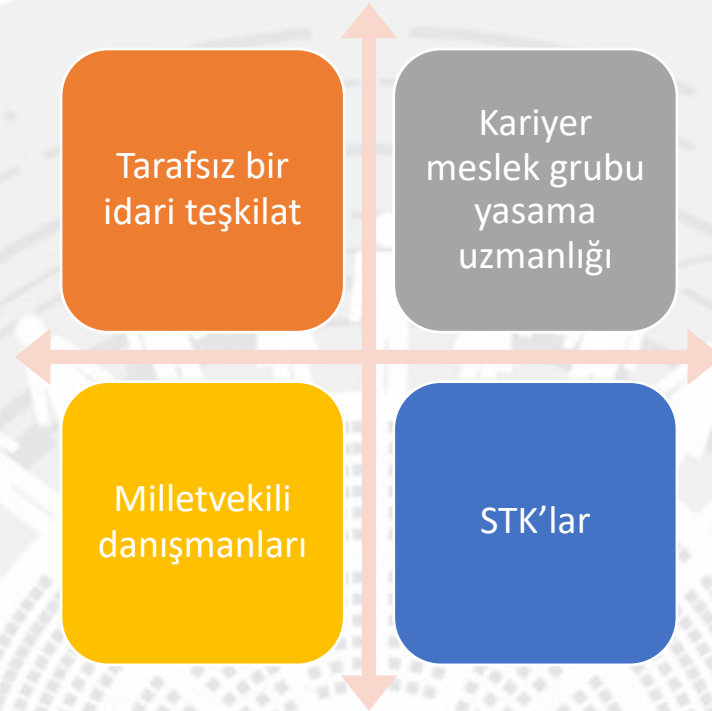 Tarafsız bir
idari teşkilat
Kariyer
meslek grubu
yasama
uzmanlığı
Milletvekili
danışmanları
STK’lar